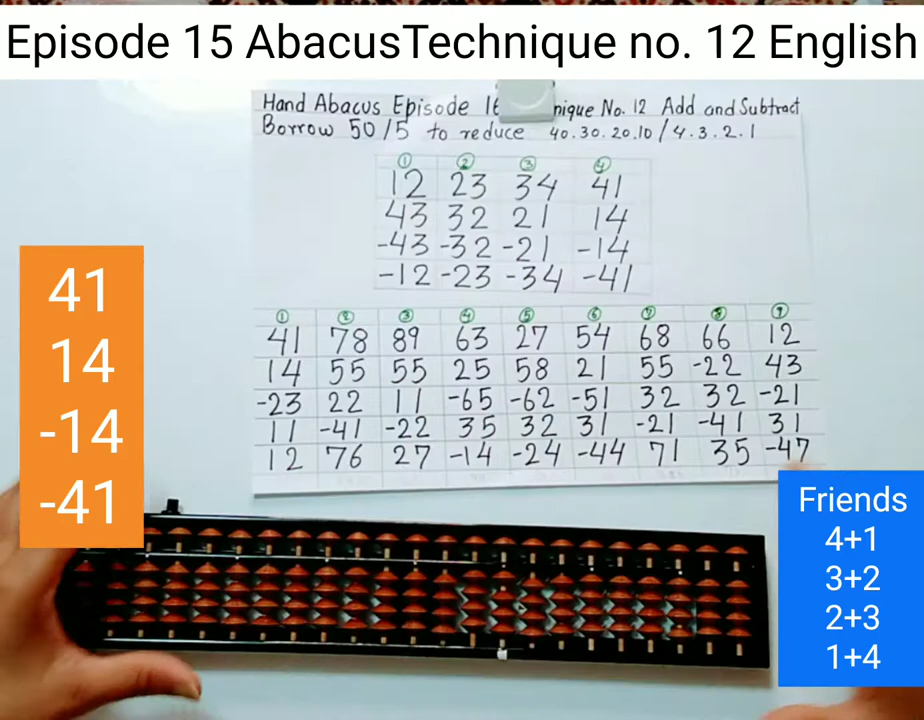 Episode 15 AbacusTechnique no. 12 English
Hand Abacus Episode 16 nique No. 12 Add and Subtract
Borrow 50/5 to reduce 40.30.20.10/4.3.2.1
① ② ③ ④
12 23 34 41
43 32 21 14
-43 -32 -21 -14
-12 -23 -34 -41
① ② ③ ④ ⑤ ⑥ ⑦ ⑧ ⑨
41 78 89 63 27 54 68 66 12
14 55 55 25 58 21 55 -22 43
-23 22 11 -65 -62 -51 32 32 -21
11 -41 -22 35 32 31 -21 -41 31
12 76 27 -14 -24 -44 71 35 -47
41
14
-14
-41
Friends
4+1
3+2
2+3
1+4